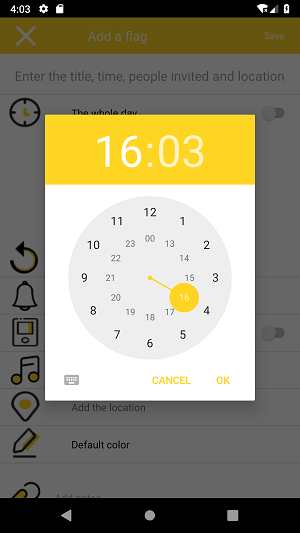 4:03
Add a flag
Save
Enter the title, time, people invited and location
The whole day
16:03
12
11 1
00
23 13
10 2
22 14
9 21 15 3
20 16
8 4
19 17
18
7 5
6
CANCEL OK
Add the location
Default color
Add notes